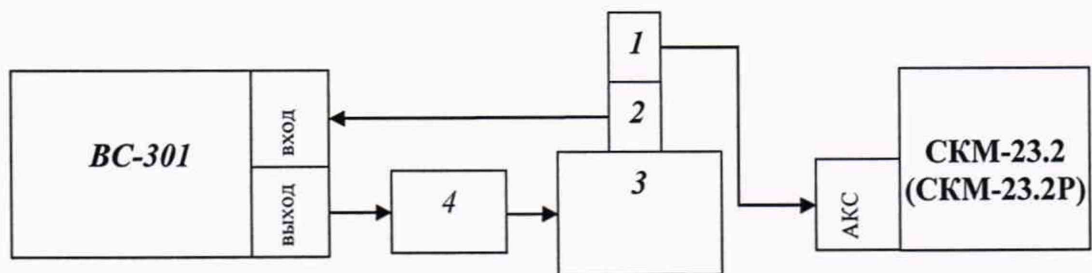 ВС-301
ВХОД
ВЫХОД
4
1
2
3
АКС
СКМ-23.2
(СКМ-23.2Р)